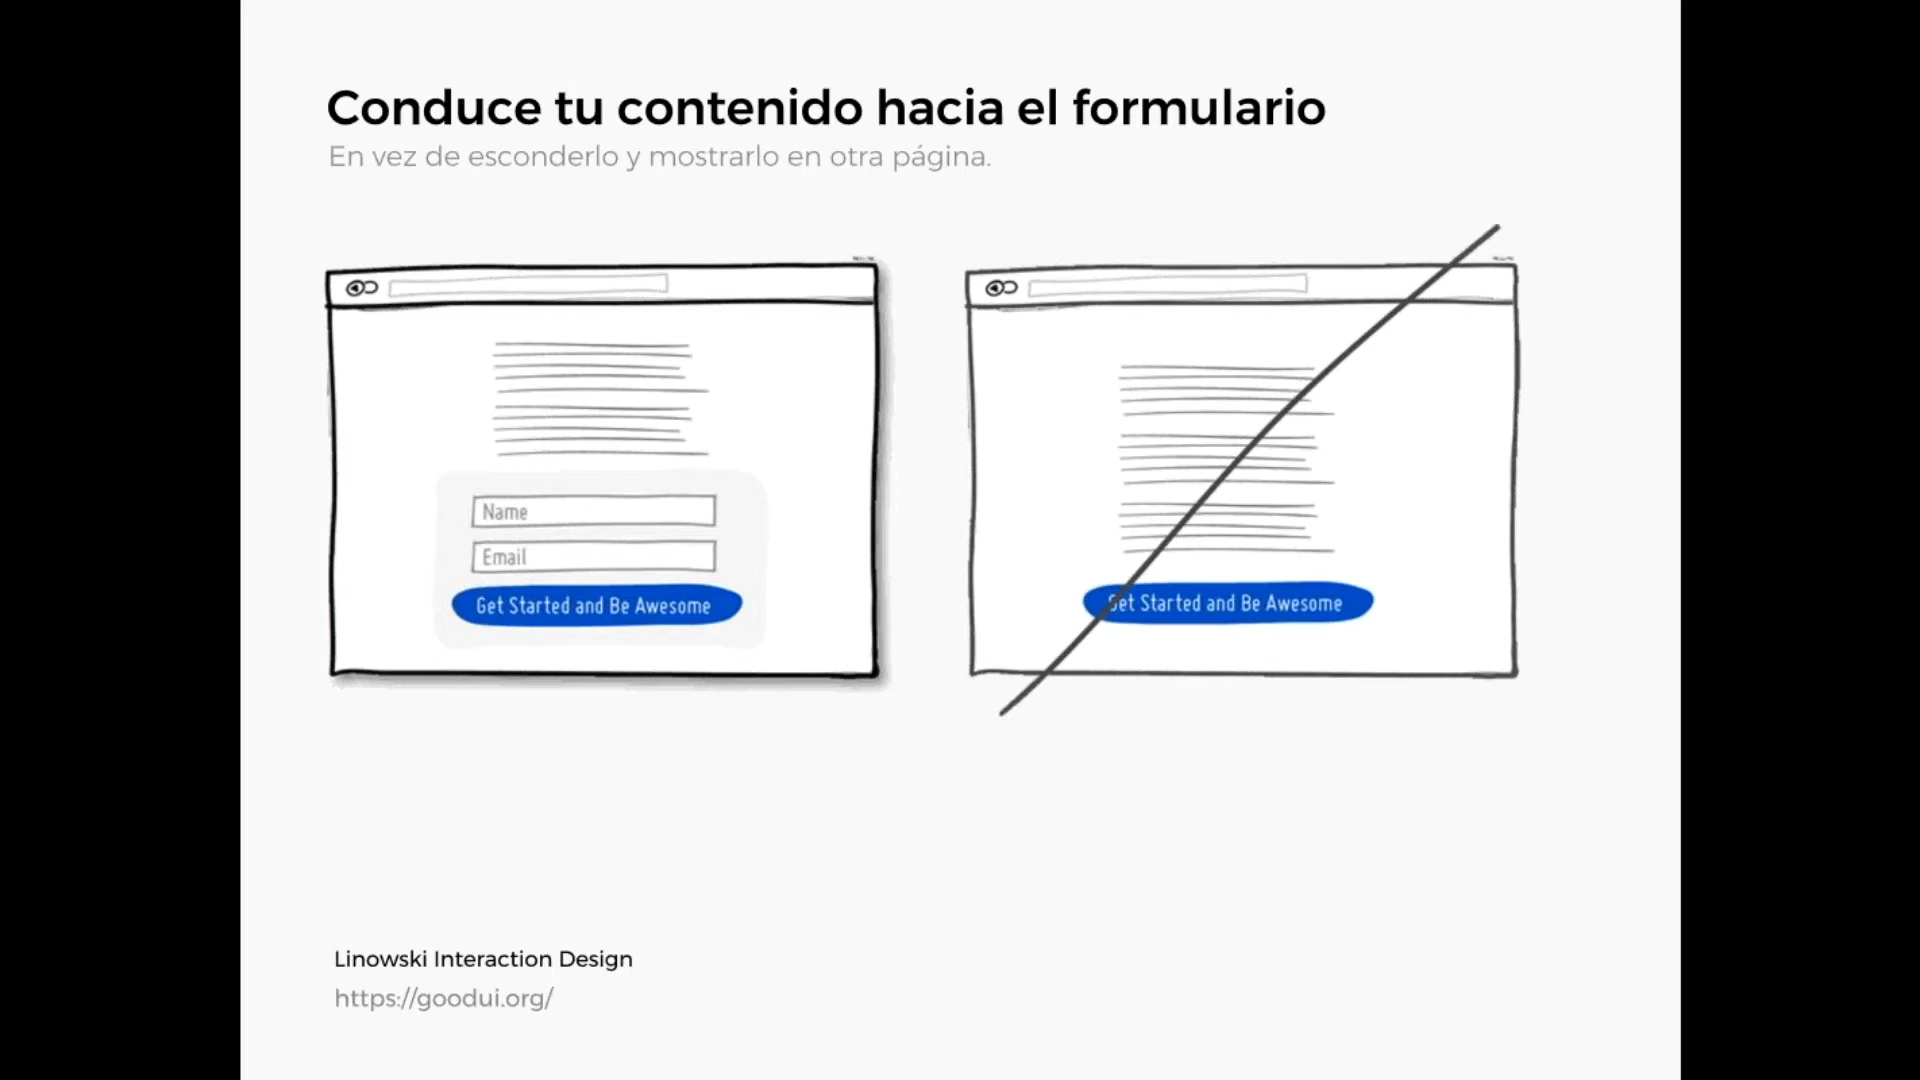 Conduce tu contenido hacia el formulario
En vez de esconderlo y mostrarlo en otra página.
Name
Email
Get Started and Be Awesome
Get Started and Be Awesome
Linowski Interaction Design
https://goodui.org/